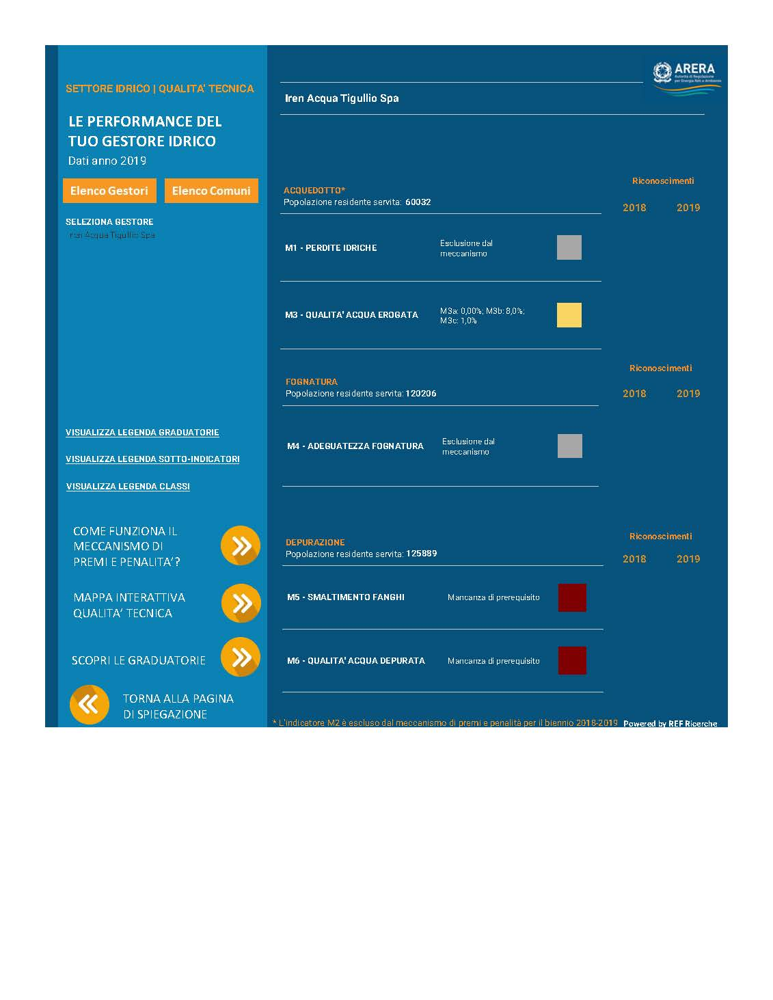 SETTORE IDRICO | QUALITA' TECNICA
LE PERFORMANCE DEL
TUO GESTORE IDRICO
Dati anno 2019
Elenco Gestori
Elenco Comuni
SELEZIONA GESTORE
Iren Acqua Tigullio Spa
VISUALIZZA LEGENDA GRADUATORIE
VISUALIZZA LEGENDA SOTTO-INDICATORI
VISUALIZZA LEGENDA CLASSI
COME FUNZIONA IL
MECCANISMO DI
PREMI E PENALITA'?
MAPPA INTERATTIVA
QUALITA' TECNICA
SCOPRI LE GRADUATORIE
TORNA ALLA PAGINA
DI SPIEGAZIONE
ARERA
Autorità di Regolazione
per Energia Reti e Ambiente
Iren Acqua Tigullio Spa
ACQUEDOTTO*
Popolazione residente servita: 60032
Riconoscimenti
2018 2019
M1 - PERDITE IDRICHE
Esclusione dal
meccanismo
M3 - QUALITA' ACQUA EROGATA
M3a: 0,00%; M3b: 8,0%;
M3c: 1,0%
FOGNATURA
Popolazione residente servita: 120206
Riconoscimenti
2018 2019
M4 - ADEGUATEZZA FOGNATURA
Esclusione dal
meccanismo
DEPURAZIONE
Popolazione residente servita: 125889
Riconoscimenti
2018 2019
M5 - SMALTIMENTO FANGHI
Mancanza di prerequisito
M6 - QUALITA' ACQUA DEPURATA
Mancanza di prerequisito
* L'indicatore M2 è escluso dal meccanismo di premi e penalità per il biennio 2018-2019
Powered by REF Ricerche